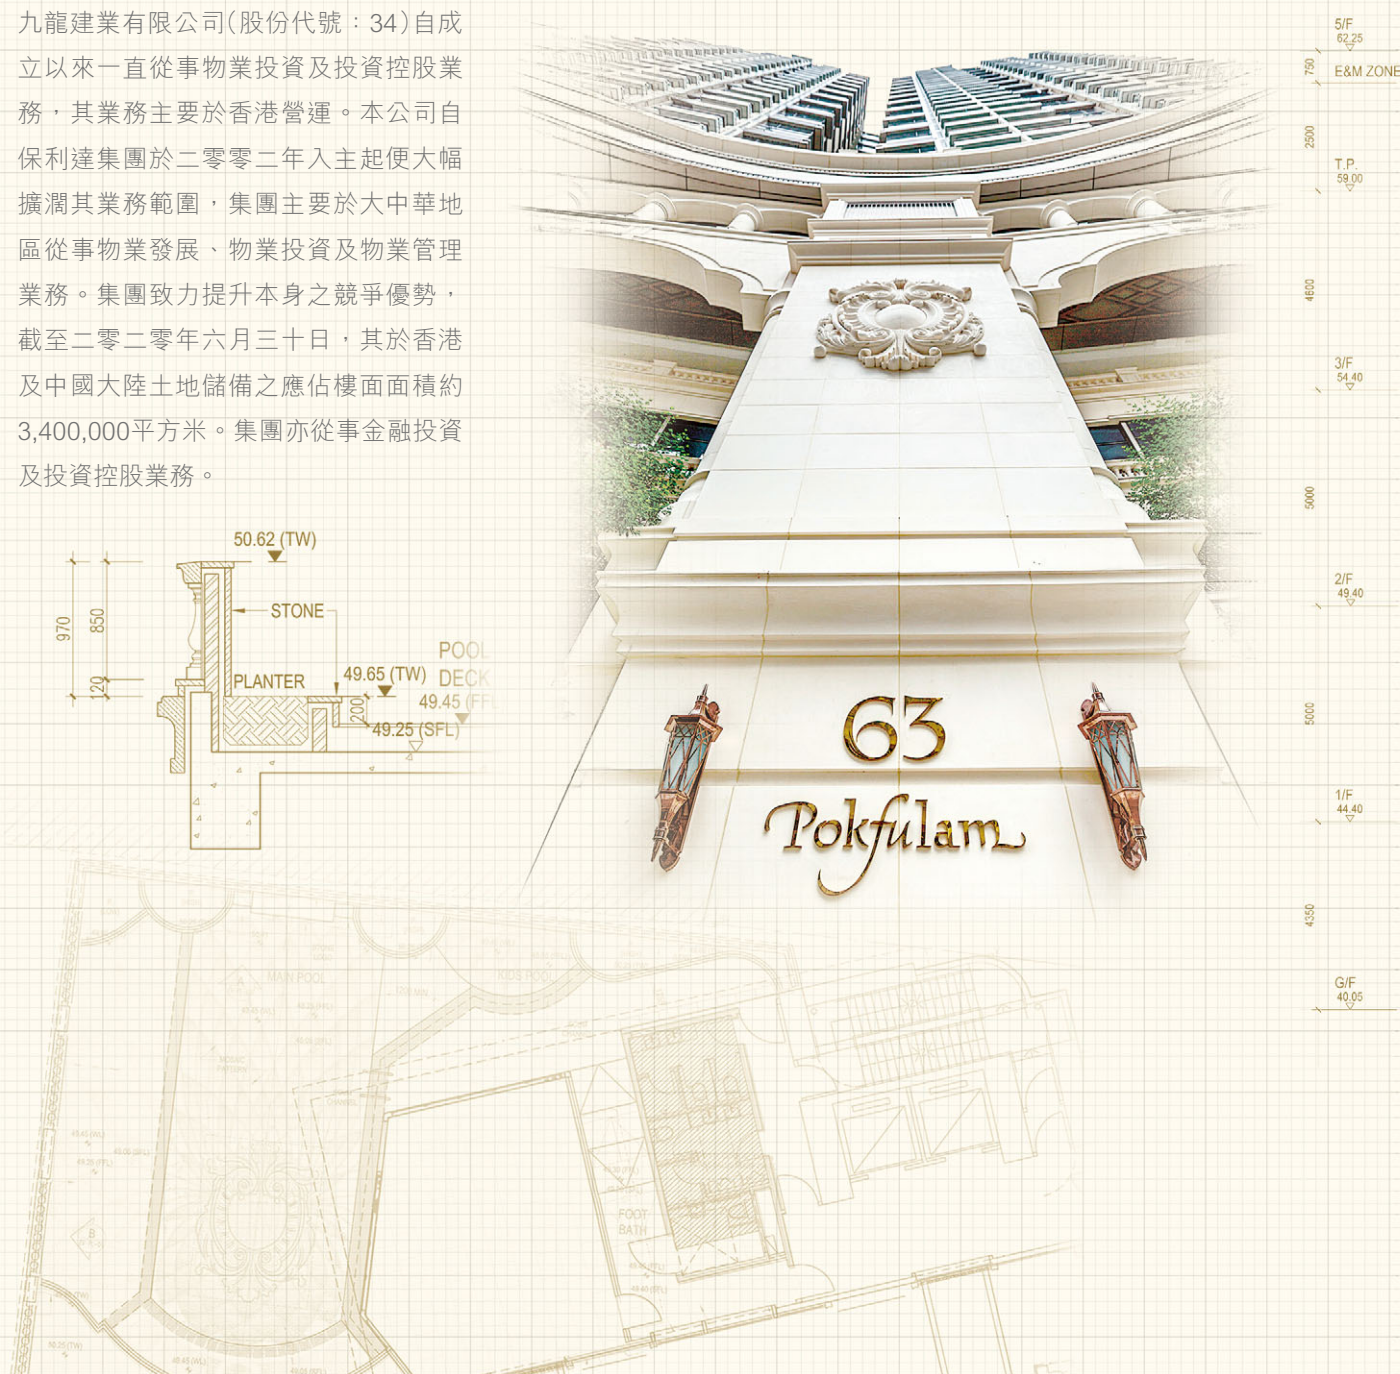 九龍建業有限公司(股份代號：34)自成
立以來一直從事物業投資及投資控股業
務，其業務主要於香港營運。本公司自
保利達集團於二零零二年入主起便大幅
擴濶其業務範圍，集團主要於大中華地
區從事物業發展、物業投資及物業管理
業務。集團致力提升本身之競爭優勢，
截至二零二零年六月三十日，其於香港
及中國大陸土地儲備之應佔樓面面積約
3,400,000平方米。集團亦從事金融投資
及投資控股業務。
50.62 (TW)
970
850
120
STONE
PLANTER
49.65 (TW)
POOL
DECK
49.45 (FFL
200
49.25 (SFL)
63
Pokfulam
5/F
62.25
750
E&M ZONE
2500
T.P.
59.00
4600
3/F
54.40
5000
2/F
49.40
5000
1/F
44.40
4350
G/F
40.05
MAIN POOL
KIDS POOL
FOOT
BATH
B